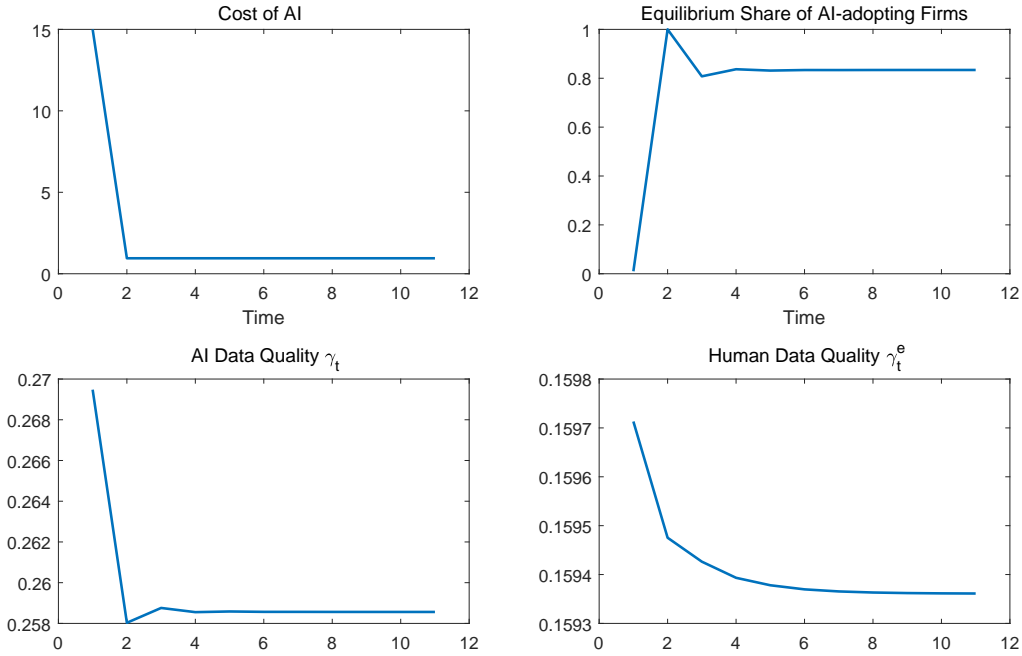 Cost of AI
15
10
5
0
0 2 4 6 8 10 12
Time
Equilibrium Share of AI-adopting Firms
1
0.8
0.6
0.4
0.2
0
0 2 4 6 8 10 12
Time
AI Data Quality γt
0.27
0.268
0.266
0.264
0.262
0.26
0.258
0 2 4 6 8 10 12
Human Data Quality γte
0.1598
0.1597
0.1596
0.1595
0.1594
0.1593
0 2 4 6 8 10 12